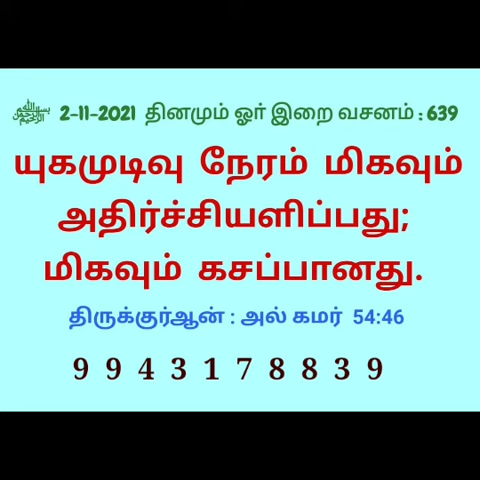 ﷽ 2-11-2021 தினமும் ஓர் இறை வசனம் : 639
யுகமுடிவு நேரம் மிகவும்
அதிர்ச்சியளிப்பது;
மிகவும் கசப்பானது.
திருக்குர்ஆன் : அல் கமர் 54:46
9 9 4 3 1 7 8 8 3 9